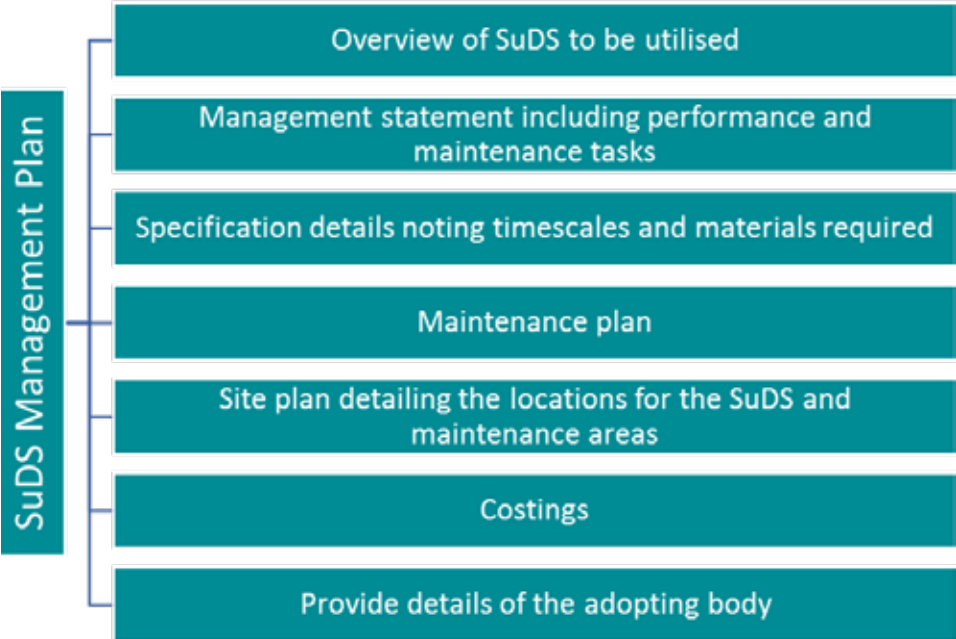 SuDS Management Plan
Overview of SuDS to be utilised
Management statement including performance and
maintenance tasks
Specification details noting timescales and materials required
Maintenance plan
Site plan detailing the locations for the SuDS and
maintenance areas
Costings
Provide details of the adopting body